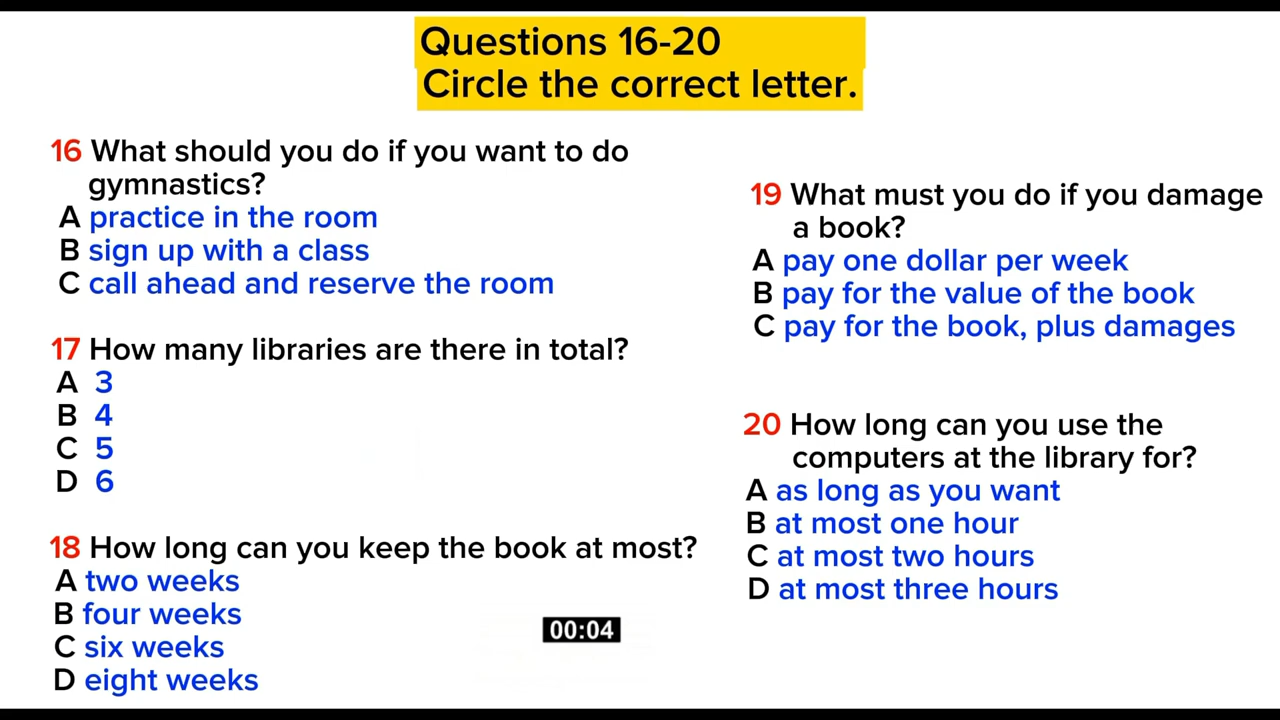 Questions 16-20
Circle the correct letter.
16 What should you do if you want to do
gymnastics?
A practice in the room
B sign up with a class
C call ahead and reserve the room
17 How many libraries are there in total?
A 3
B 4
C 5
D 6
18 How long can you keep the book at most?
A two weeks
B four weeks
C six weeks
D eight weeks
00:04
19 What must you do if you damage
a book?
A pay one dollar per week
B pay for the value of the book
C pay for the book, plus damages
20 How long can you use the
computers at the library for?
A as long as you want
B at most one hour
C at most two hours
D at most three hours